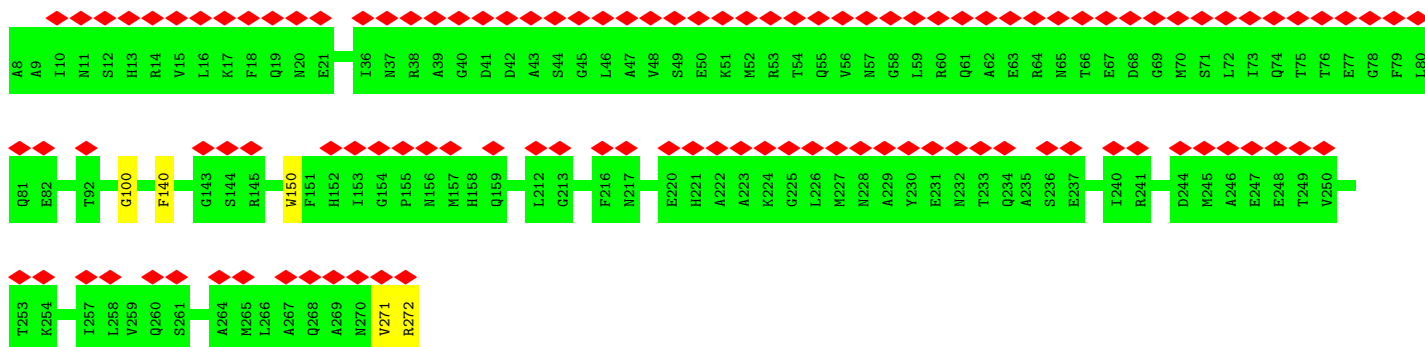 A8 A9 I10 N11 S12 H13 R14 V15 L16 K17 F18 Q19 N20 E21 I36 N37 R38 A39 G40 D41 D42 A43 S44 G45 L46 A47 V48 S49 E50 K51 M52 R53 T54 Q55 V56 N57 G58 L59 R60 Q61 A62 E63 R64 N65 T66 E67 D68 G69 M70 S71 L72 I73 Q74 T75 T76 E77 G78 F79 L80
Q81 E82 T92 G100 F140 G143 S144 R145 W150 F151 H152 I153 G154 P155 N156 M157 H158 Q159 L212 G213 F216 N217 E220 H221 A222 A223 K224 G225 L226 M227 N228 A229 Y230 E231 N232 T233 Q234 A235 S236 E237 I240 R241 D244 M245 A246 E247 E248 T249 V250
T253 K254 I257 L258 V259 Q260 S261 A264 M265 L266 A267 Q268 A269 N270 V271 R272